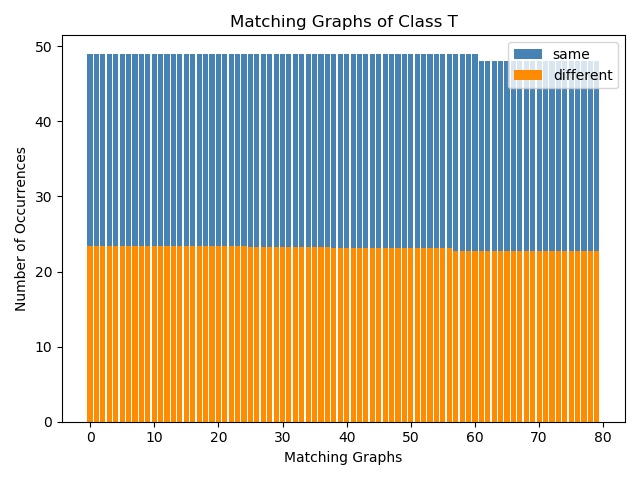 Matching Graphs of Class T
same
different
50
40
30
20
10
0
Number of Occurrences
0 10 20 30 40 50 60 70 80
Matching Graphs